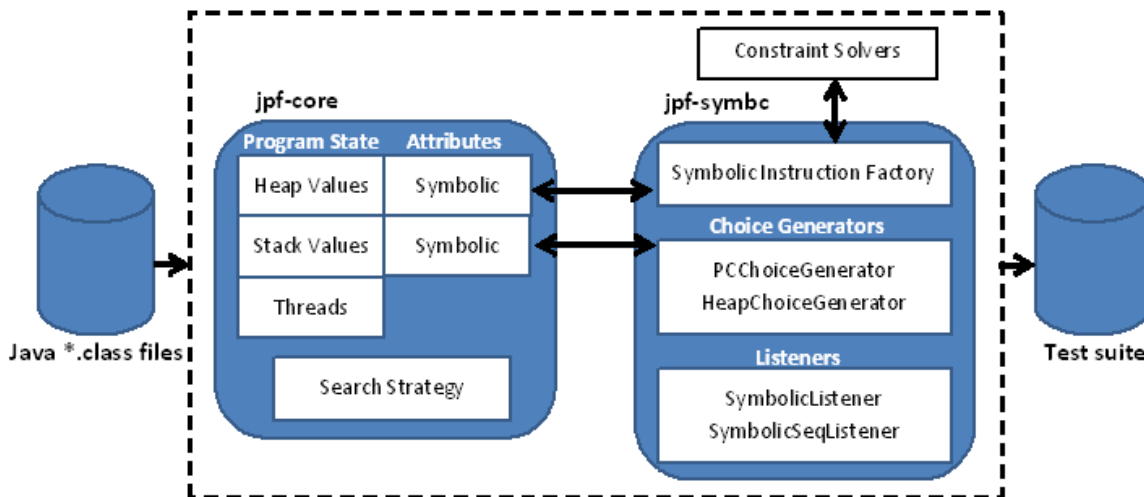 Constraint Solvers
jpf-core
jpf-symbc
Program State
Attributes
Heap Values
Symbolic
Stack Values
Symbolic
Threads
Search Strategy
Symbolic Instruction Factory
Choice Generators
PCChoiceGenerator
HeapChoiceGenerator
Listeners
SymbolicListener
SymbolicSeqListener
Java *.class files
Test suite